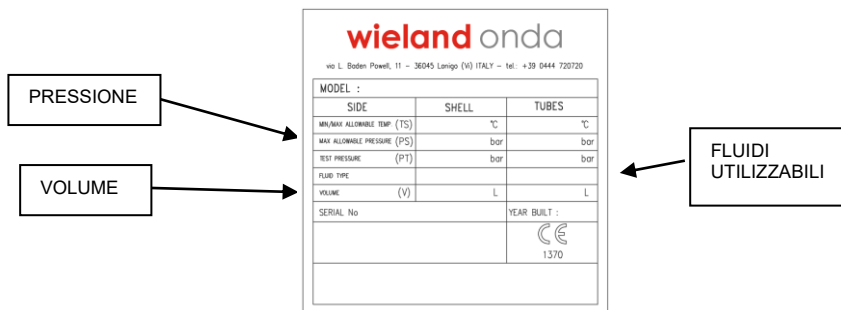 wieland onda
via L. Baden Powell, 11 – 36045 Lonigo (Vi) ITALY – tel.: +39 0444 720720
MODEL :
SIDE SHELL TUBES
MIN/MAX ALLOWABLE TEMP. (TS) °C °C
MAX ALLOWABLE PRESSURE (PS) bar bar
TEST PRESSURE (PT) bar bar
FLUID TYPE
VOLUME (V) L L
SERIAL No YEAR BUILT :
CE
1370
PRESSIONE
VOLUME
FLUIDI
UTILIZZABILI